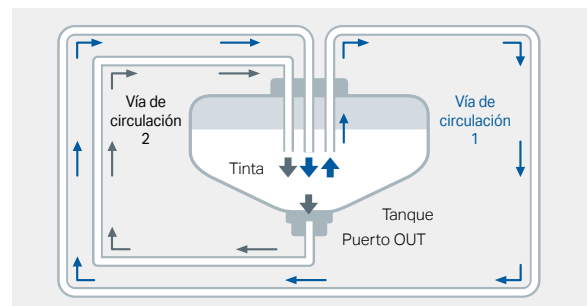 Vía de
circulación
2
Vía de
circulación
1
Tinta
Tanque
Puerto OUT